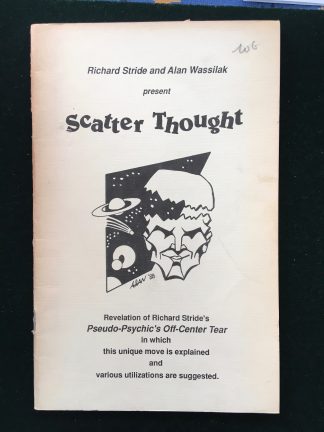 106
Richard Stride and Alan Wassilak
present
Scatter Thought
Revelation of Richard Stride's
Pseudo-Psychic's Off-Center Tear
in which
this unique move is explained
and
various utilizations are suggested.